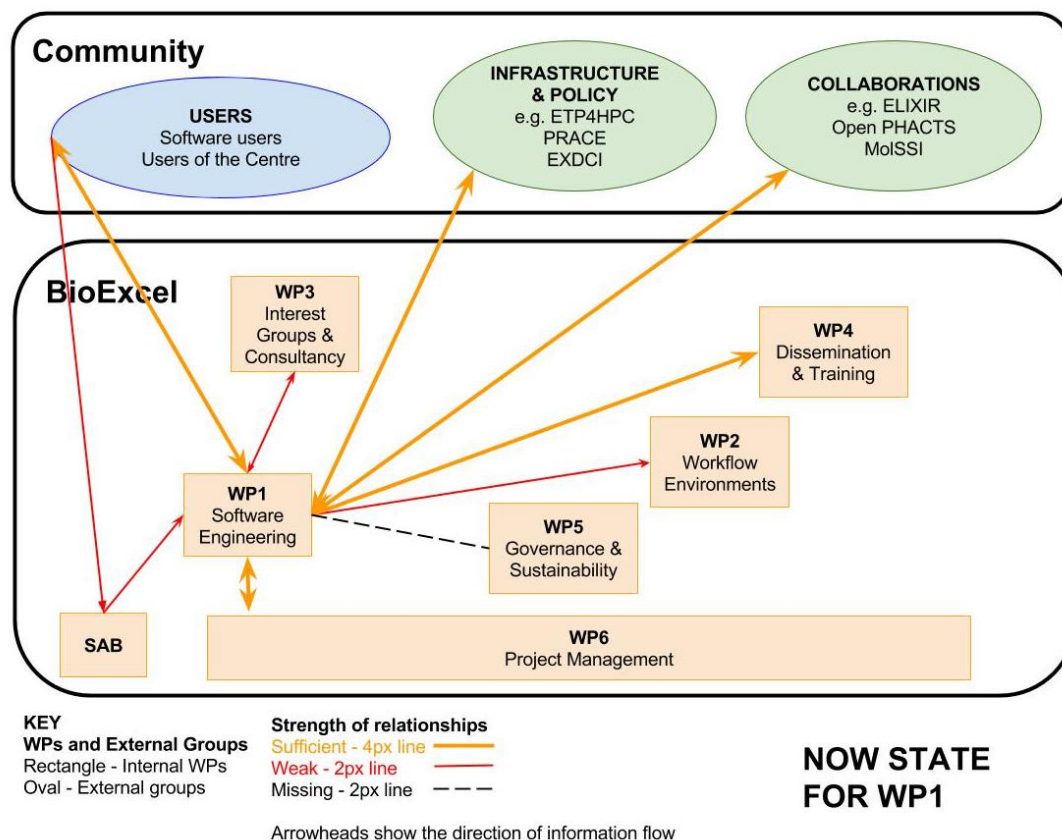 Community
USERS
Software users
Users of the Centre
INFRASTRUCTURE
& POLICY
e.g. ETP4HPC
PRACE
EXDCI
COLLABORATIONS
e.g. ELIXIR
Open PHACTS
MolSSI
BioExcel
WP3
Interest
Groups &
Consultancy
WP4
Dissemination
& Training
WP2
Workflow
Environments
WP1
Software
Engineering
WP5
Governance &
Sustainability
SAB
WP6
Project Management
KEY
WPs and External Groups
Rectangle - Internal WPs
Oval - External groups
Strength of relationships
Sufficient - 4px line
Weak - 2px line
Missing - 2px line
Arrowheads show the direction of information flow
NOW STATE
FOR WP1